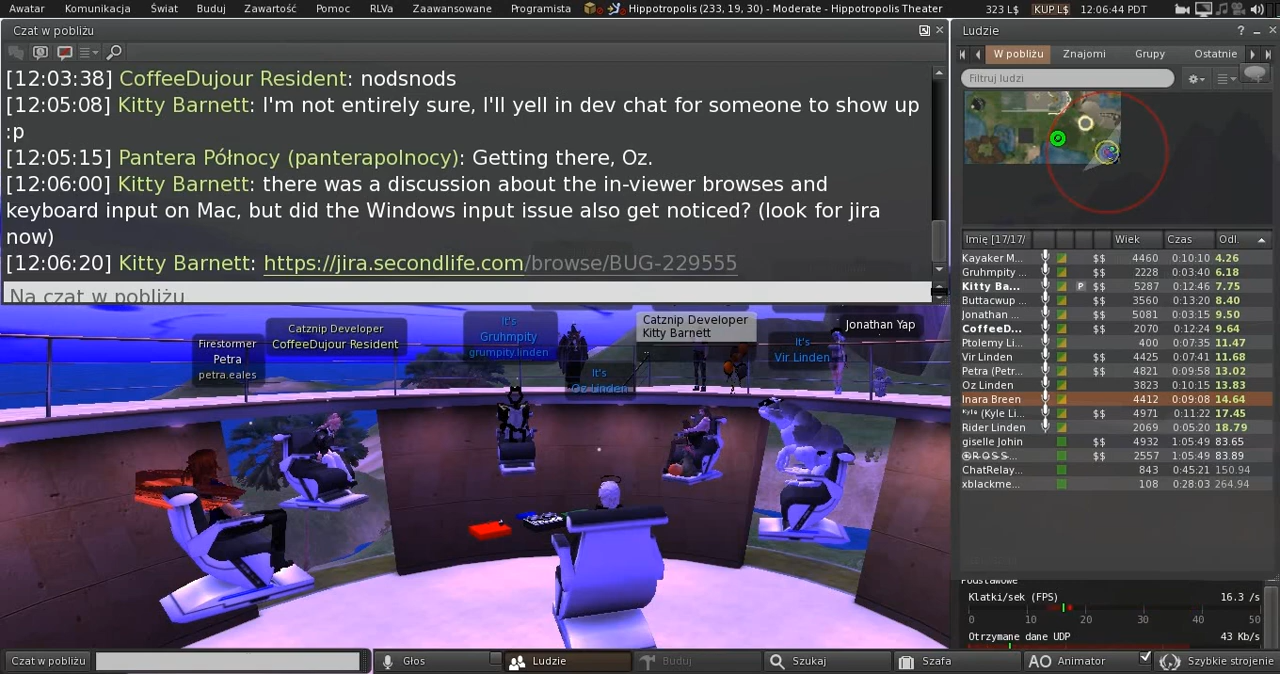 Awatar Komunikacja Świat Buduj Zawartość Pomoc RLVa Zaawansowane Programista Hippotropolis (233, 19, 30) - Moderate - Hippotropolis Theater 323 L$ KUP L$ 12:06:44 PDT
Czat w pobliżu
[12:03:38] CoffeeDujour Resident: nodsnods
[12:05:08] Kitty Barnett: I'm not entirely sure, I'll yell in dev chat for someone to show up
:p
[12:05:15] Pantera Północy (panterapolnocy): Getting there, Oz.
[12:06:00] Kitty Barnett: there was a discussion about the in-viewer browses and
keyboard input on Mac, but did the Windows input issue also get noticed? (look for jira
now)
[12:06:20] Kitty Barnett: https://jira.secondlife.com/browse/BUG-229555
Na czat w pobliżu
Firestormer
Petra
petra.eales
Catznip Developer
CoffeeDujour Resident
It's
Gruhmpity
grumpity.linden
It's
Oz Linden
Catznip Developer
Kitty Barnett
It's
Vir Linden
Jonathan Yap
Ludzie
W pobliżu Znajomi Grupy Ostatnie
Filtruj ludzi
Imię [17/17/ Wiek Czas Odl.
Kayaker M... $$ 4460 0:10:10 4.26
Gruhmpity ... $$ 2228 0:03:40 6.18
Kitty Ba... P $$ 5287 0:12:46 7.75
Buttacwup ... $$ 3560 0:13:20 8.40
Jonathan ... $$ 5081 0:03:15 9.50
CoffeeD... $$ 2070 0:12:24 9.64
Ptolemy Li... 400 0:07:35 11.47
Vir Linden $$ 4425 0:07:41 11.68
Petra (Petr... $$ 4821 0:09:58 13.02
Oz Linden 3823 0:10:15 13.83
Inara Breen 4412 0:09:08 14.64
ᴷʸˡᵉ (Kyle Li... $$ 4971 0:11:22 17.45
Rider Linden 2069 0:05:20 18.79
giselle Johin $$ 4932 1:05:49 83.65
$$ 2557 1:05:49 83.89
ChatRelay... 843 0:45:21 150.94
xblackme... 108 0:28:03 264.94
Podstawowe
Klatki/sek (FPS) 16.3 /s
0 10 20 30 40 50
Otrzymane dane UDP 43 Kb/s
Czat w pobliżu Głos Ludzie Buduj Szukaj Szafa AO Animator Szybkie strojenie